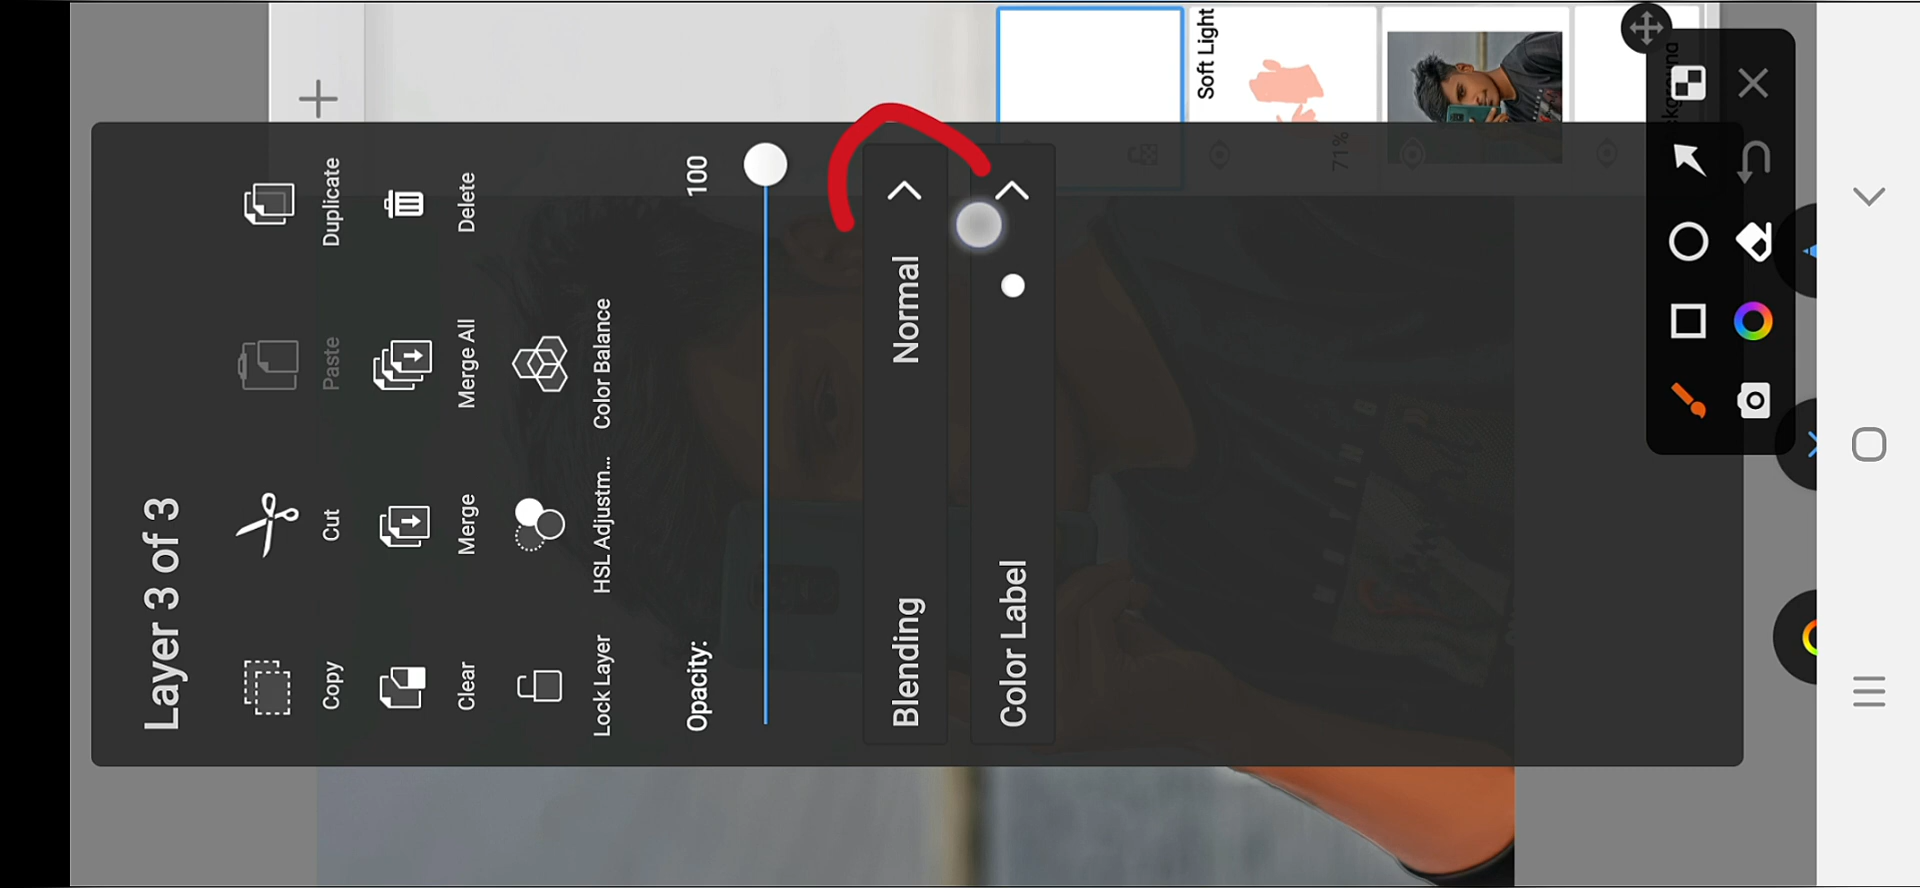 Layer 3 of 3
Copy
Cut
Paste
Duplicate
Clear
Merge
Merge All
Delete
Lock Layer
HSL Adjustm...
Color Balance
Opacity:
100
Blending
Normal
Color Label
Soft Light
71%